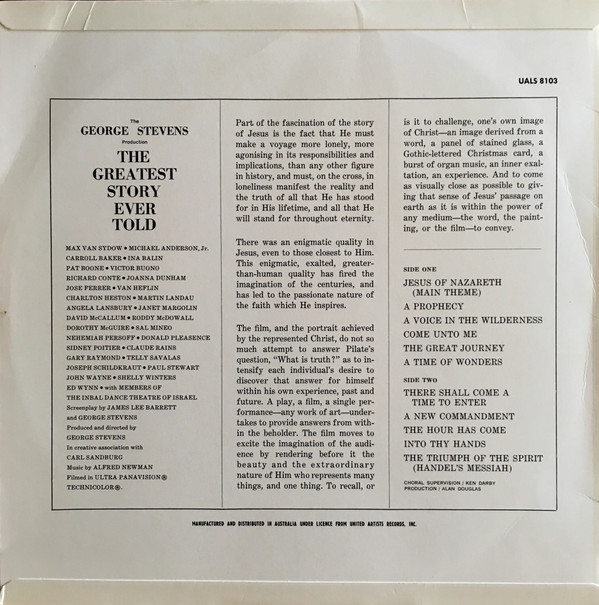 UALS 8103
The
GEORGE STEVENS
Production
THE
GREATEST
STORY
EVER
TOLD
MAX VAN SYDOW • MICHAEL ANDERSON, Jr.
CARROLL BAKER • INA BALIN
PAT BOONE • VICTOR BUONO
RICHARD CONTE • JOANNA DUNHAM
JOSE FERRER • VAN HEFLIN
CHARLTON HESTON • MARTIN LANDAU
ANGELA LANSBURY • JANET MARGOLIN
DAVID McCALLUM • RODDY McDOWALL
DOROTHY McGUIRE • SAL MINEO
NEHEMIAH PERSOFF • DONALD PLEASENCE
SIDNEY POITIER • CLAUDE RAINS
GARY RAYMOND • TELLY SAVALAS
JOSEPH SCHILDKRAUT • PAUL STEWART
JOHN WAYNE • SHELLY WINTERS
ED WYNN • with MEMBERS OF
THE INBAL DANCE THEATRE OF ISRAEL
Screenplay by JAMES LEE BARRETT
and GEORGE STEVENS
Produced and directed by
GEORGE STEVENS
In creative association with
CARL SANDBURG
Music by ALFRED NEWMAN
Filmed in ULTRA PANAVISION®
TECHNICOLOR®.
Part of the fascination of the story
of Jesus is the fact that He must
make a voyage more lonely, more
agonising in its responsibilities and
implications, than any other figure
in history, and must, on the cross, in
loneliness manifest the reality and
the truth of all that He has stood
for in His lifetime, and all that He
will stand for throughout eternity.
There was an enigmatic quality in
Jesus, even to those closest to Him.
This enigmatic, exalted, greater-
than-human quality has fired the
imagination of the centuries, and
has led to the passionate nature of
the faith which He inspires.
The film, and the portrait achieved
by the represented Christ, do not so
much attempt to answer Pilate's
question, "What is truth?" as to in-
tensify each individual's desire to
discover that answer for himself
within his own experience, past and
future. A play, a film, a single per-
formance—any work of art—under-
takes to provide answers from with-
in the beholder. The film moves to
excite the imagination of the audi-
ence by rendering before it the
beauty and the extraordinary
nature of Him who represents many
things, and one thing. To recall, or
is it to challenge, one's own image
of Christ—an image derived from a
word, a panel of stained glass, a
Gothic-lettered Christmas card, a
burst of organ music, an inner exal-
tation, an experience. And to come
as visually close as possible to giv-
ing that sense of Jesus' passage on
earth as it is within the power of
any medium—the word, the paint-
ing, or the film—to convey.
SIDE ONE
JESUS OF NAZARETH
(MAIN THEME)
A PROPHECY
A VOICE IN THE WILDERNESS
COME UNTO ME
THE GREAT JOURNEY
A TIME OF WONDERS
SIDE TWO
THERE SHALL COME A
TIME TO ENTER
A NEW COMMANDMENT
THE HOUR HAS COME
INTO THY HANDS
THE TRIUMPH OF THE SPIRIT
(HANDEL'S MESSIAH)
CHORAL SUPERVISION / KEN DARBY
PRODUCTION / ALAN DOUGLAS
MANUFACTURED AND DISTRIBUTED IN AUSTRALIA UNDER LICENCE FROM UNITED ARTISTS RECORDS, INC.